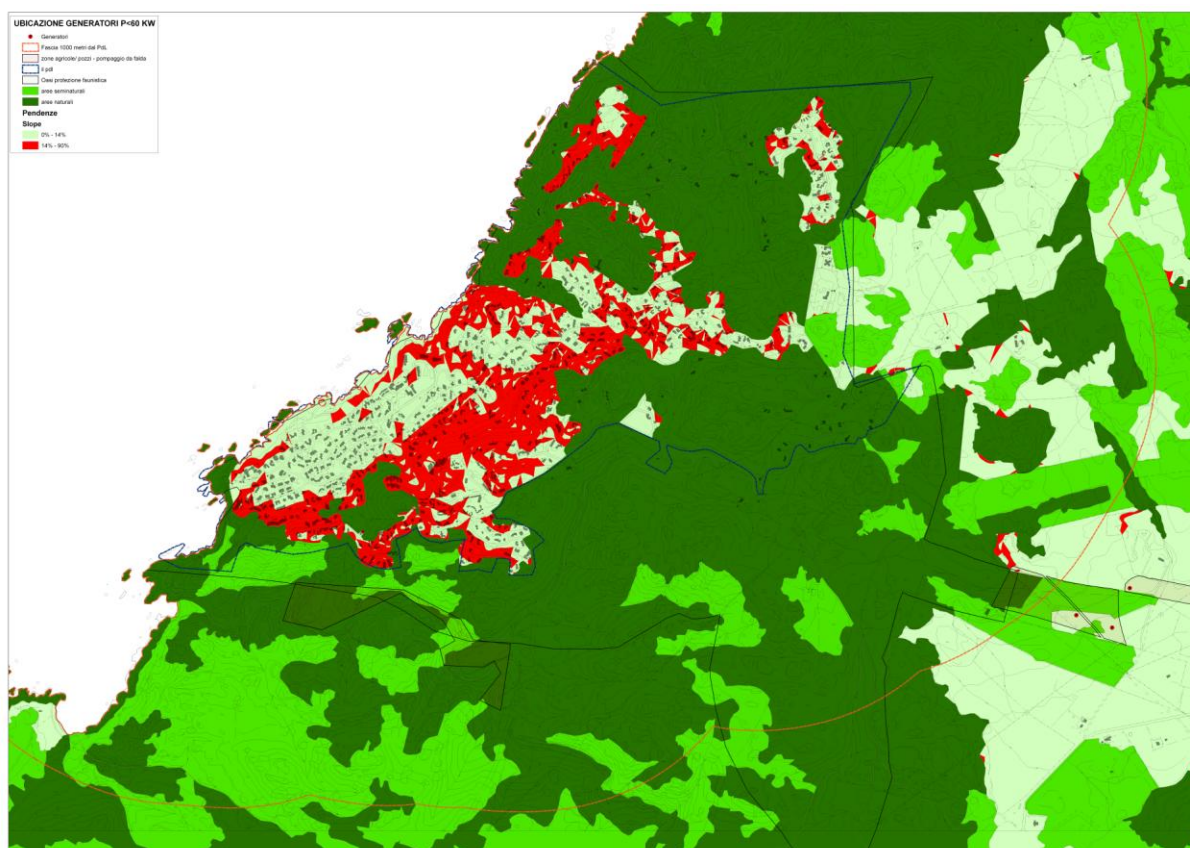 UBICAZIONE GENERATORI P<60 KW
Generatori
Fascia 1000 metri dal PdL
zone agricole/ pozzi - pompaggio da falda
il pdl
Oasi protezione faunistica
aree seminaturali
aree naturali
Pendenze
Slope
0% - 14%
14% - 90%